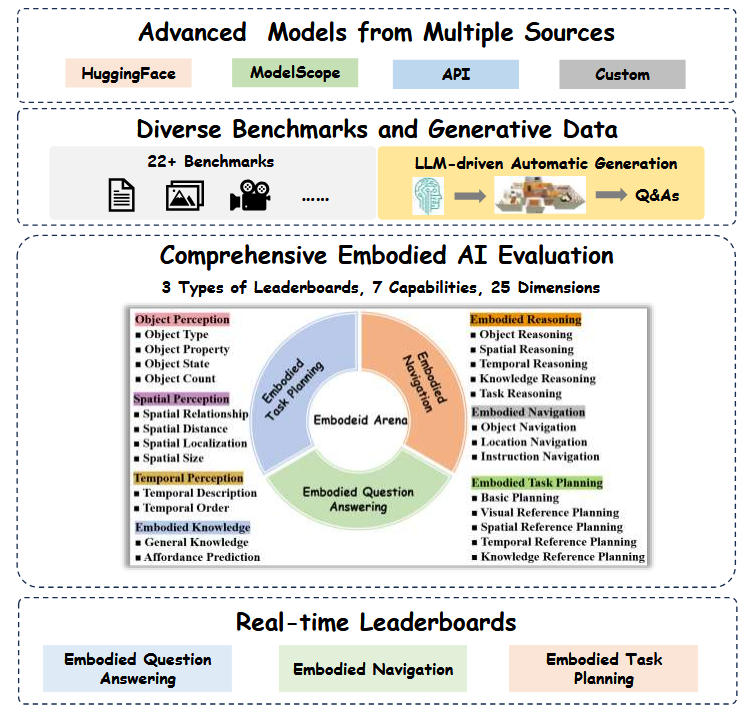 Advanced Models from Multiple Sources
HuggingFace
ModelScope
API
Custom
Diverse Benchmarks and Generative Data
22+ Benchmarks
......
LLM-driven Automatic Generation
Q&As
Comprehensive Embodied AI Evaluation
3 Types of Leaderboards, 7 Capabilities, 25 Dimensions
Object Perception
■ Object Type
■ Object Property
■ Object State
■ Object Count
Spatial Perception
■ Spatial Relationship
■ Spatial Distance
■ Spatial Localization
■ Spatial Size
Temporal Perception
■ Temporal Description
■ Temporal Order
Embodied Knowledge
■ General Knowledge
■ Affordance Prediction
Embodied
Task Planning
Embodied
Navigation
Embodeid Arena
Embodied Question
Answering
Embodied Reasoning
■ Object Reasoning
■ Spatial Reasoning
■ Temporal Reasoning
■ Knowledge Reasoning
■ Task Reasoning
Embodied Navigation
■ Object Navigation
■ Location Navigation
■ Instruction Navigation
Embodied Task Planning
■ Basic Planning
■ Visual Reference Planning
■ Spatial Reference Planning
■ Temporal Reference Planning
■ Knowledge Reference Planning
Real-time Leaderboards
Embodied Question
Answering
Embodied Navigation
Embodied Task
Planning